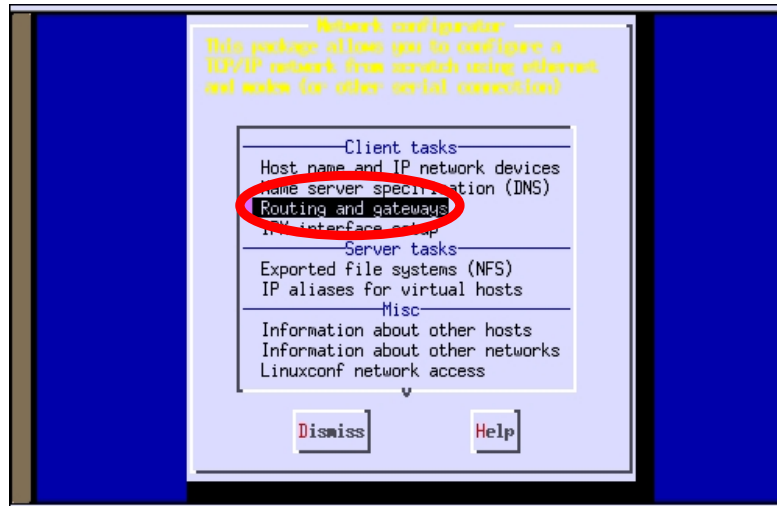 Network configurator
This package allows you to configure a
TCP/IP network from scratch using ethernet
and modem (or other serial connection)
Client tasks
Host name and IP network devices
Name server specification (DNS)
Routing and gateways
IPX interface setup
Server tasks
Exported file systems (NFS)
IP aliases for virtual hosts
Misc
Information about other hosts
Information about other networks
Linuxconf network access
Dismiss
Help